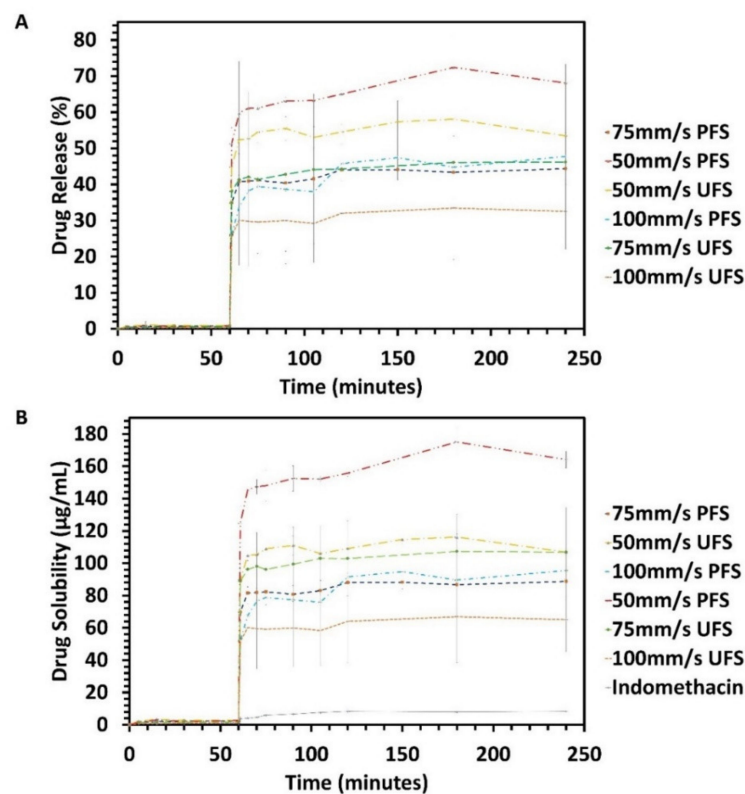 A
Drug Release (%)
80
70
60
50
40
30
20
10
0
0 50 100 150 200 250
Time (minutes)
75mm/s PFS
50mm/s PFS
50mm/s UFS
100mm/s PFS
75mm/s UFS
100mm/s UFS
B
Drug Solubility (µg/mL)
180
160
140
120
100
80
60
40
20
0
0 50 100 150 200 250
Time (minutes)
75mm/s PFS
50mm/s UFS
100mm/s PFS
50mm/s PFS
75mm/s UFS
100mm/s UFS
Indomethacin